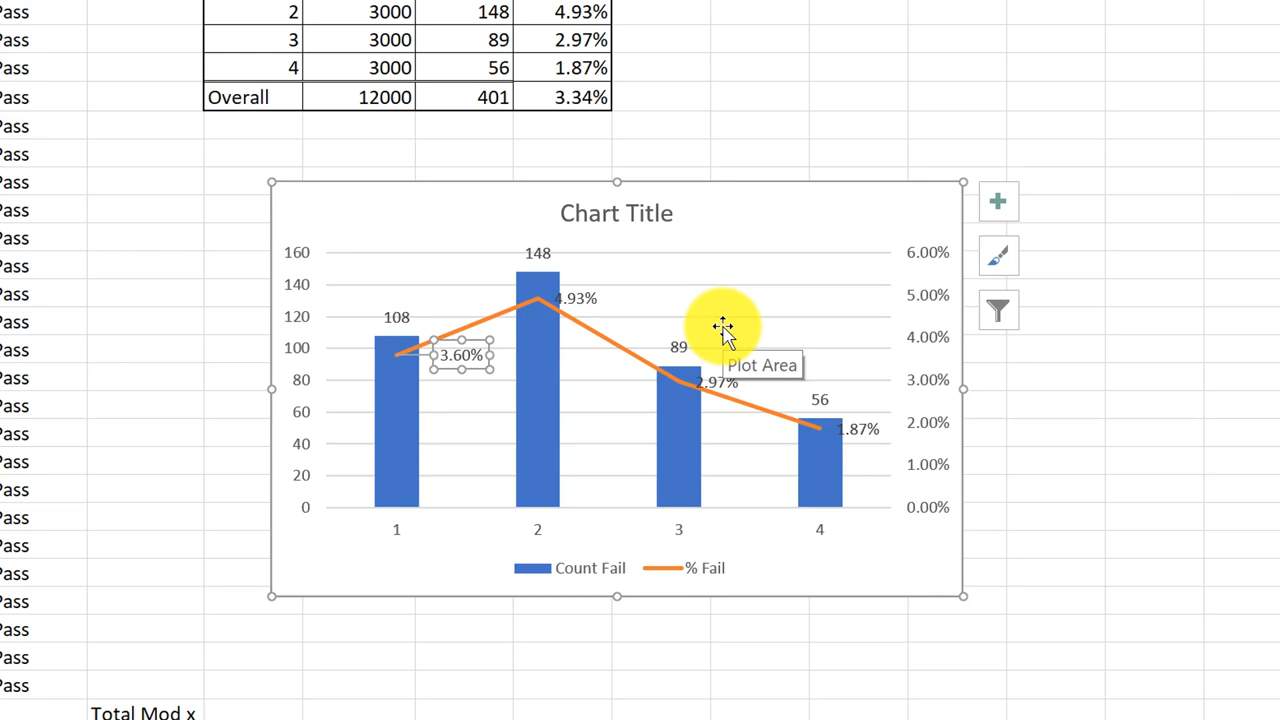 Pass 2 3000 148 4.93%
Pass 3 3000 89 2.97%
Pass 4 3000 56 1.87%
Pass Overall 12000 401 3.34%
Pass
Pass
Pass
Pass Chart Title
Pass
Pass 160 148 6.00%
Pass 140 4.93% 5.00%
Pass 120 108 4.00%
Pass 100 3.60% 89 Plot Area
Pass 80 2.97% 3.00%
Pass 60 56 2.00%
Pass 40 1.87% 1.00%
Pass 20
Pass 0 0.00%
Pass 1 2 3 4
Pass Count Fail % Fail
Pass
Pass
Pass
Pass
Pass
Total Mod x